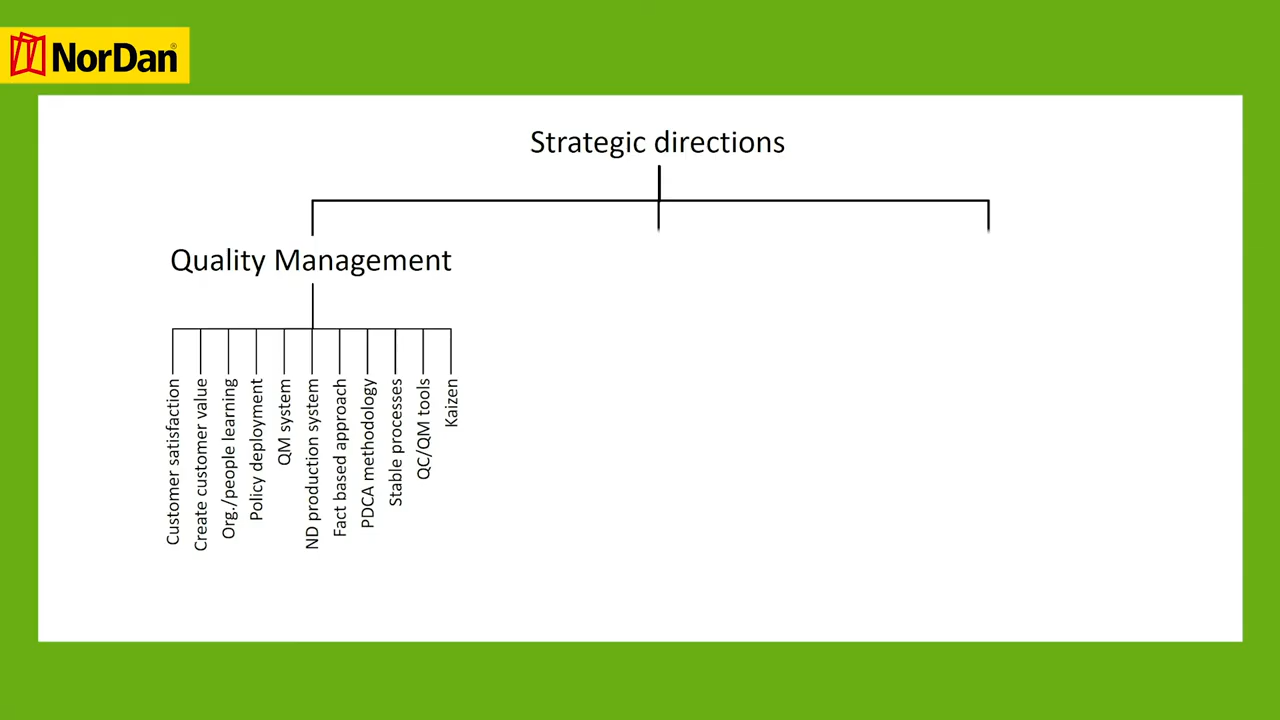 NorDan®
Strategic directions
Quality Management
Customer satisfaction
Create customer value
Org./people learning
Policy deployment
QM system
ND production system
Fact based approach
PDCA methodology
Stable processes
QC/QM tools
Kaizen